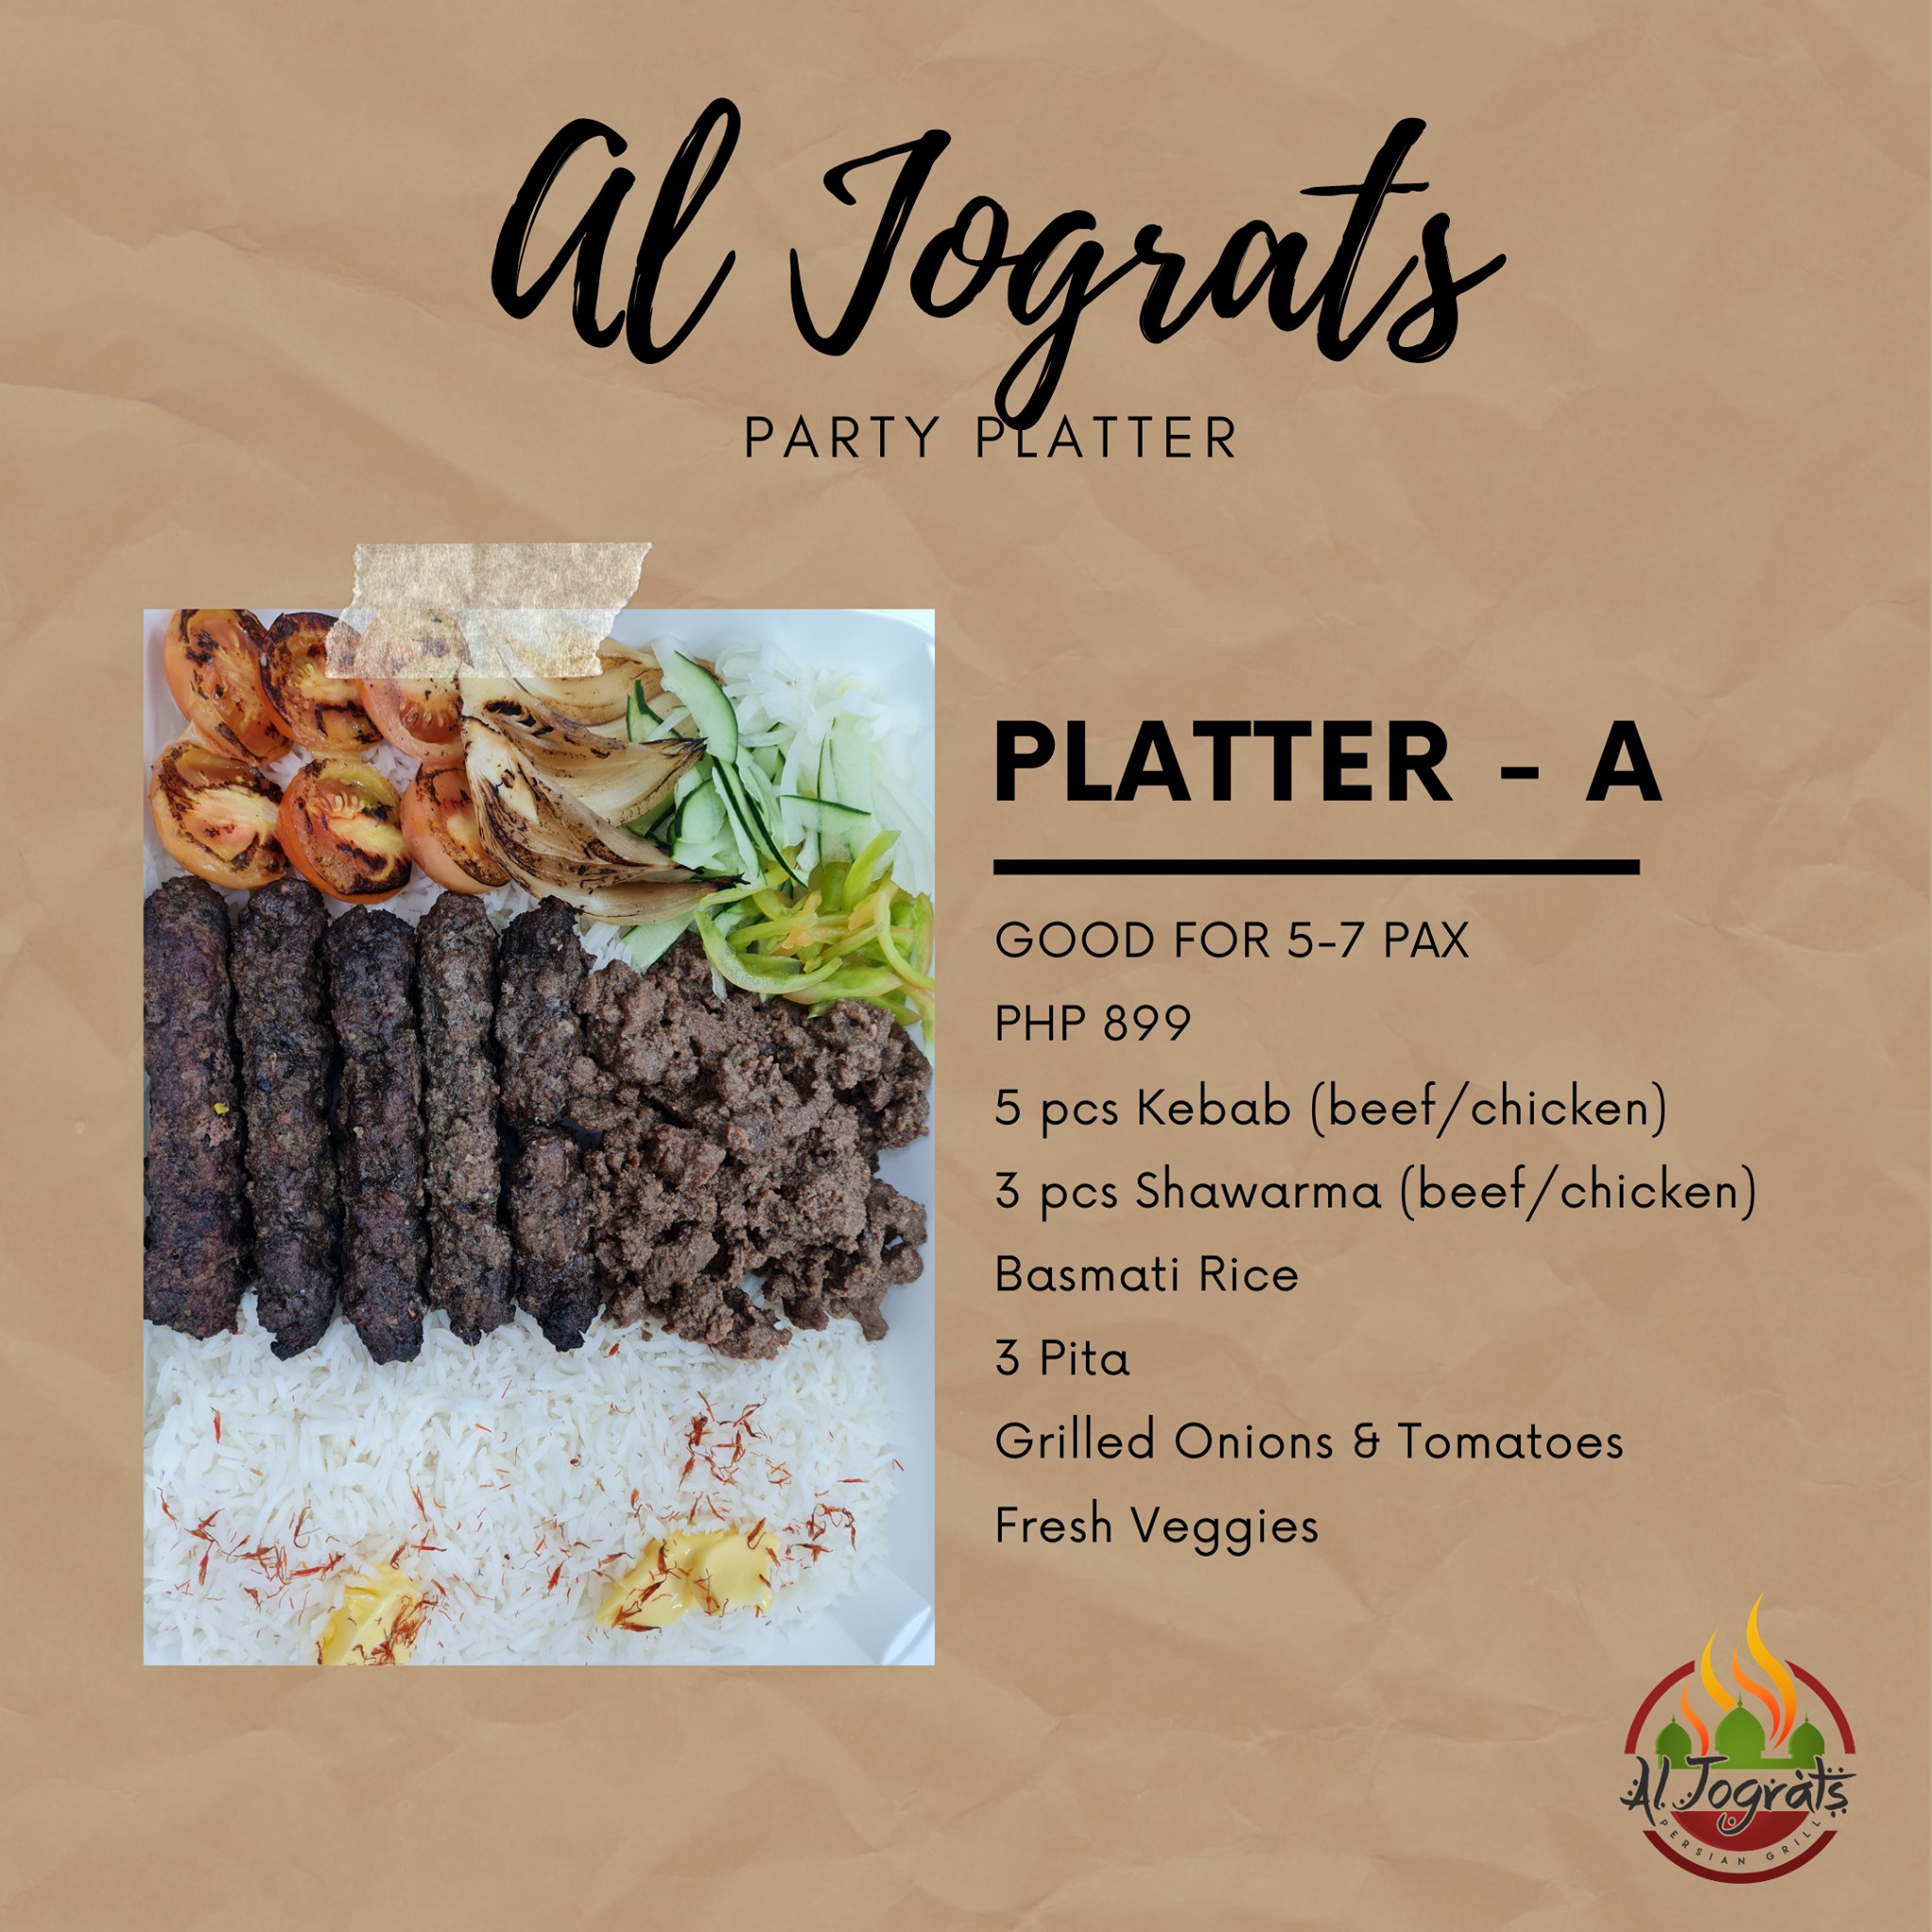 Al Jograts
PARTY PLATTER
PLATTER - A
GOOD FOR 5-7 PAX
PHP 899
5 pcs Kebab (beef/chicken)
3 pcs Shawarma (beef/chicken)
Basmati Rice
3 Pita
Grilled Onions & Tomatoes
Fresh Veggies
Al Jograts
PERSIAN GRILL